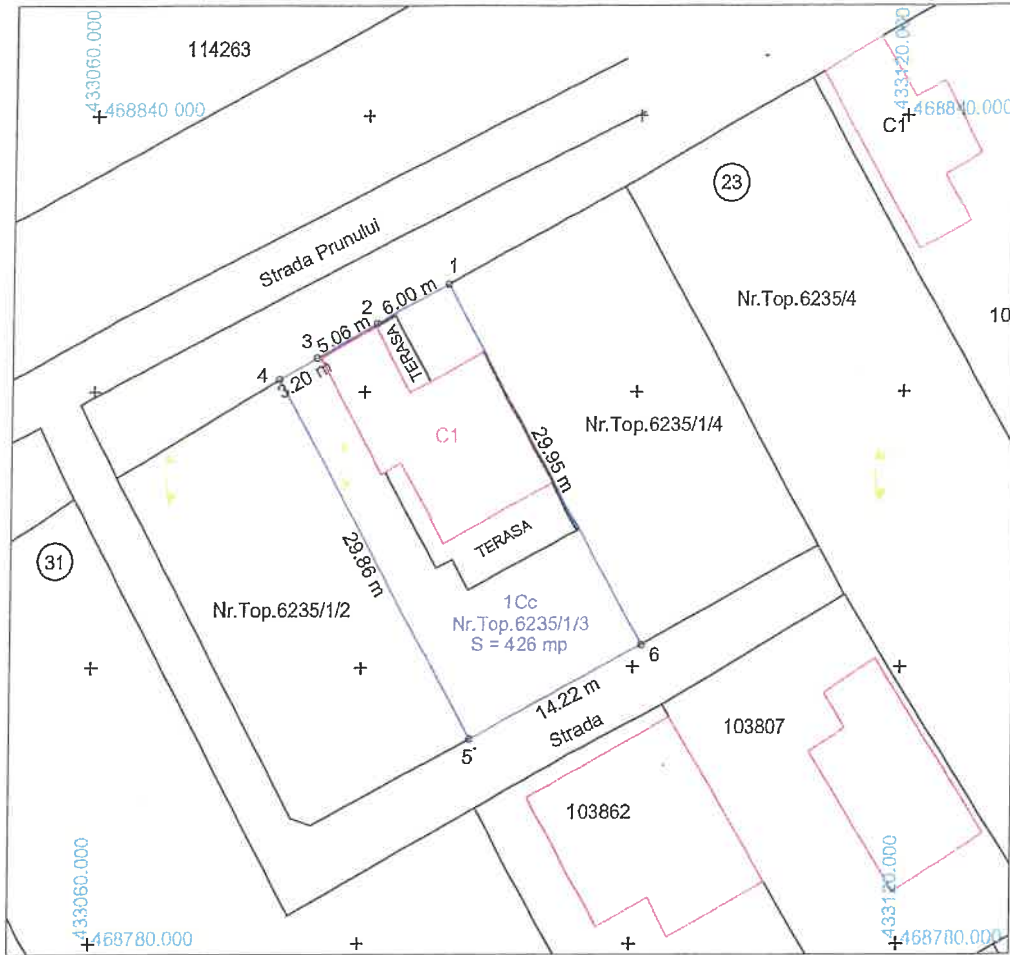 433060.000
468840 000
114263
433120.000
468840.000
C1
23
Strada Prunului
Nr.Top.6235/4
10
1
6.00 m
2
5.06 m
3
3.20 m
4
TERASA
C1
Nr.Top.6235/1/4
29.95 m
TERASA
29.86 m
31
Nr.Top.6235/1/2
1Cc
Nr.Top.6235/1/3
S = 426 mp
6
14.22 m
Strada
5
103807
103862
433060.000
468780.000
433120.000
468780.000